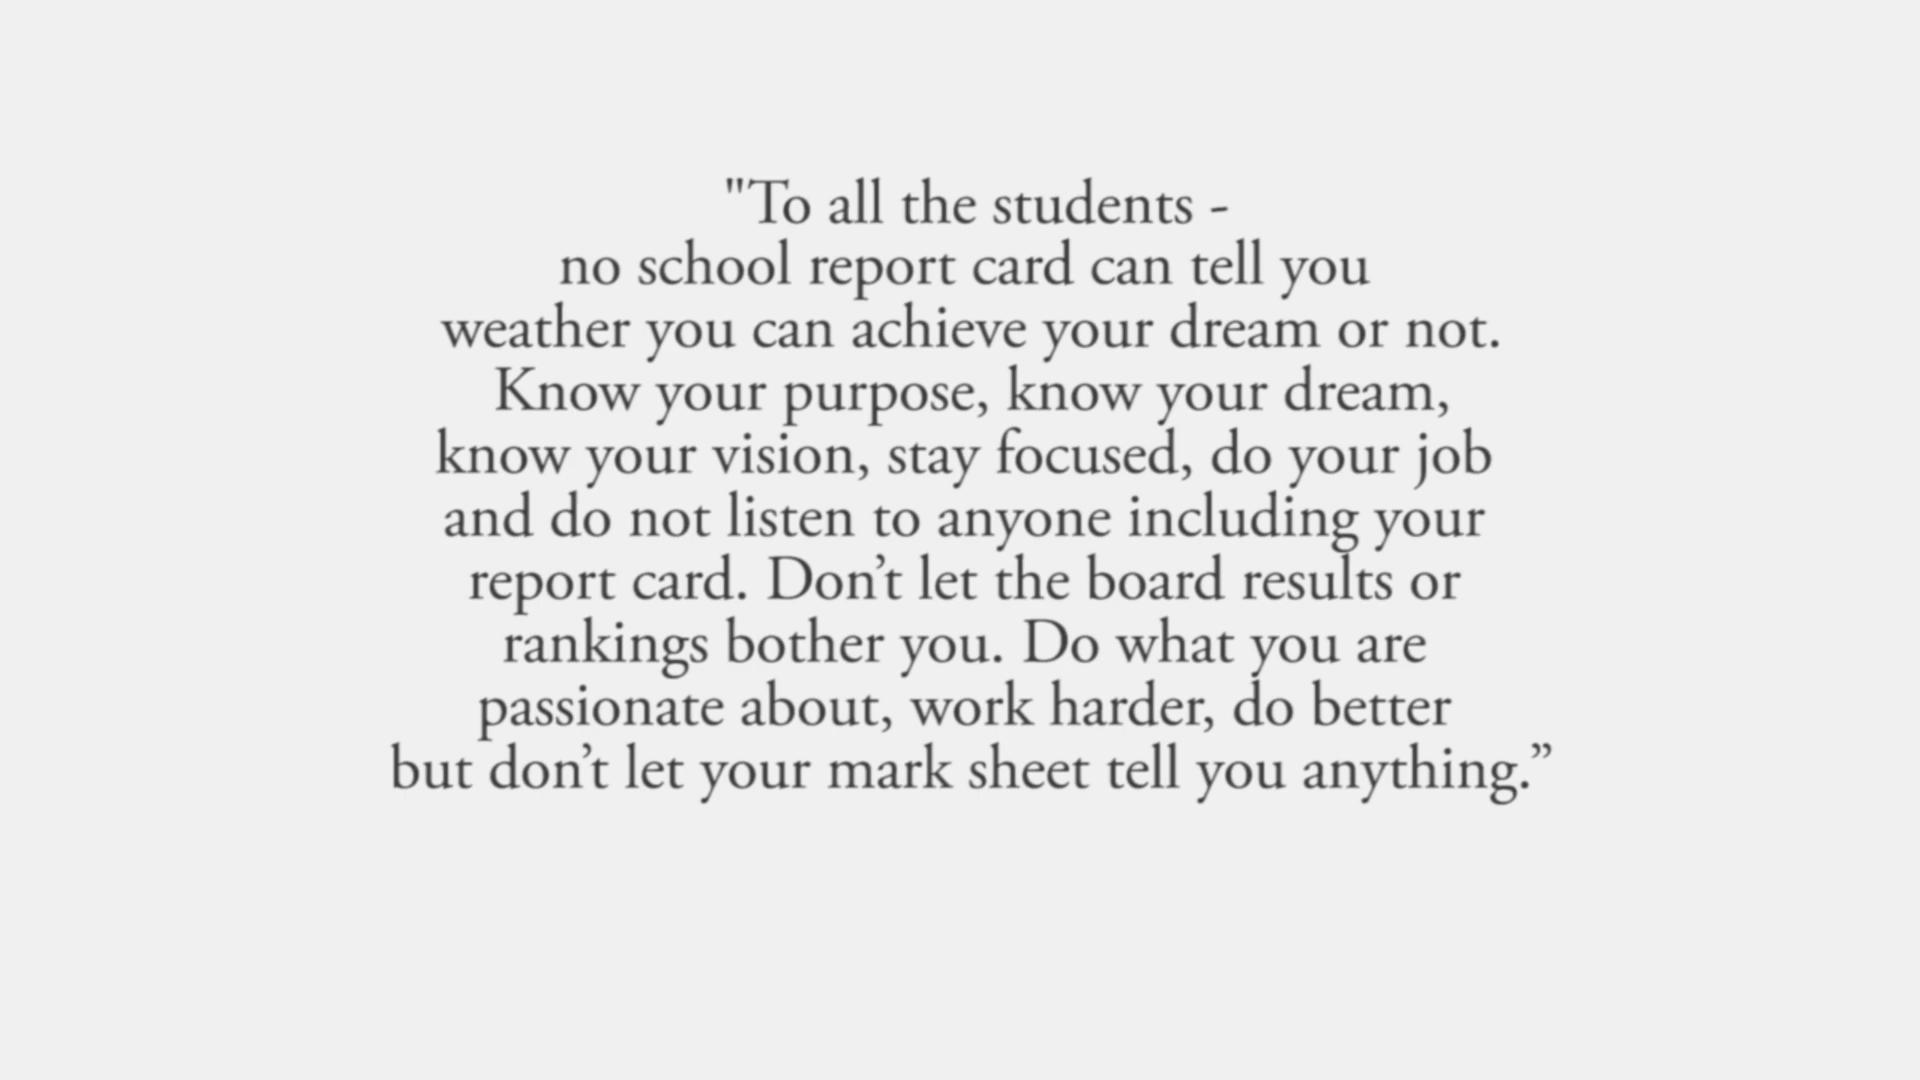 "To all the students -
no school report card can tell you
weather you can achieve your dream or not.
Know your purpose, know your dream,
know your vision, stay focused, do your job
and do not listen to anyone including your
report card. Don’t let the board results or
rankings bother you. Do what you are
passionate about, work harder, do better
but don’t let your mark sheet tell you anything.”